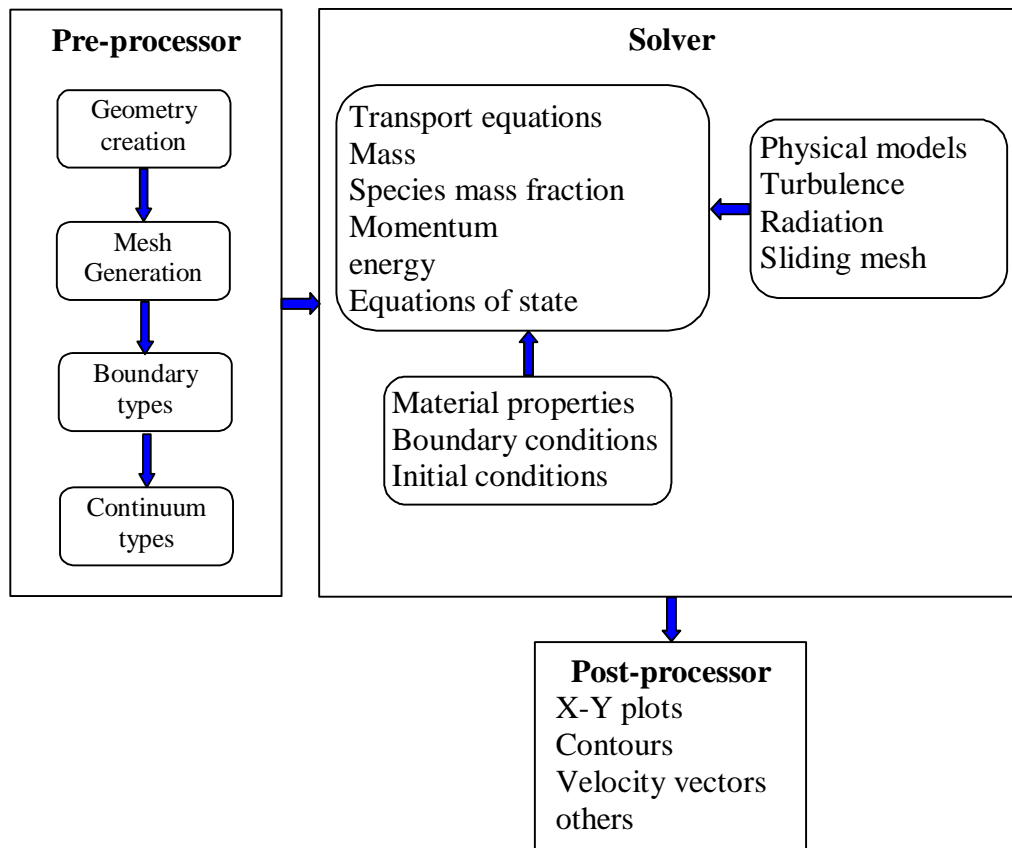 Pre-processor
Geometry
creation
Mesh
Generation
Boundary
types
Continuum
types
Solver
Transport equations
Mass
Species mass fraction
Momentum
energy
Equations of state
Physical models
Turbulence
Radiation
Sliding mesh
Material properties
Boundary conditions
Initial conditions
Post-processor
X-Y plots
Contours
Velocity vectors
others